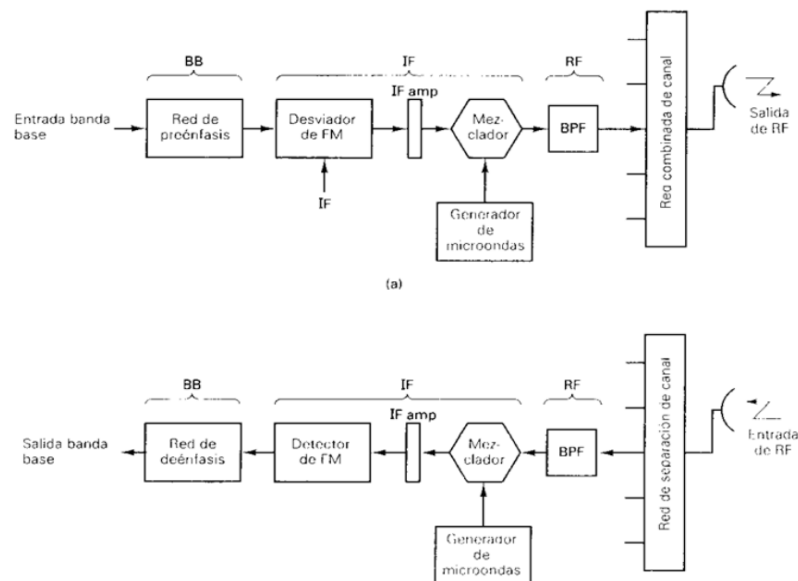 BB
IF
RF
IF amp
Entrada banda
base
Red de
preénfasis
Desviador
de FM
Mez-
clador
BPF
Red combinada de canal
Salida
de RF
IF
Generador
de
microondas
(a)
BB
IF
RF
IF amp
Salida banda
base
Red de
deénfasis
Detector
de FM
Mez-
clador
BPF
Red de separación de canal
Entrada
de RF
Generador
de
microondas